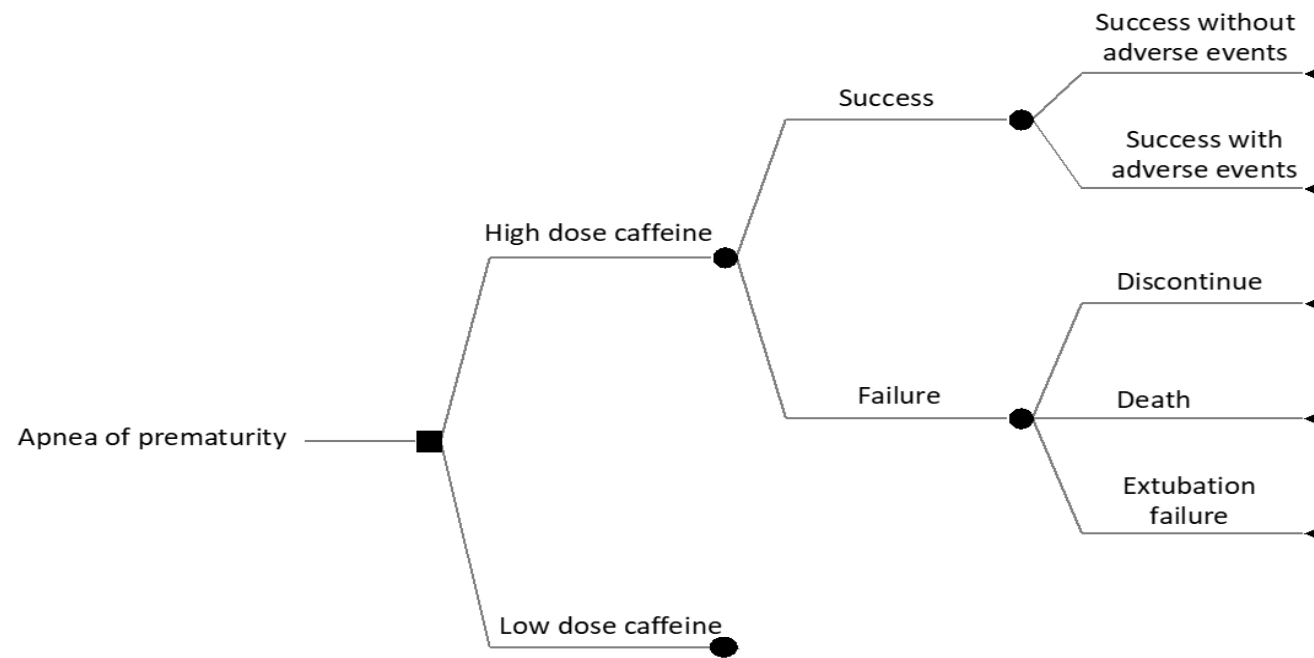 Success without
adverse events
Success
Success with
adverse events
High dose caffeine
Discontinue
Failure
Death
Apnea of prematurity
Extubation
failure
Low dose caffeine